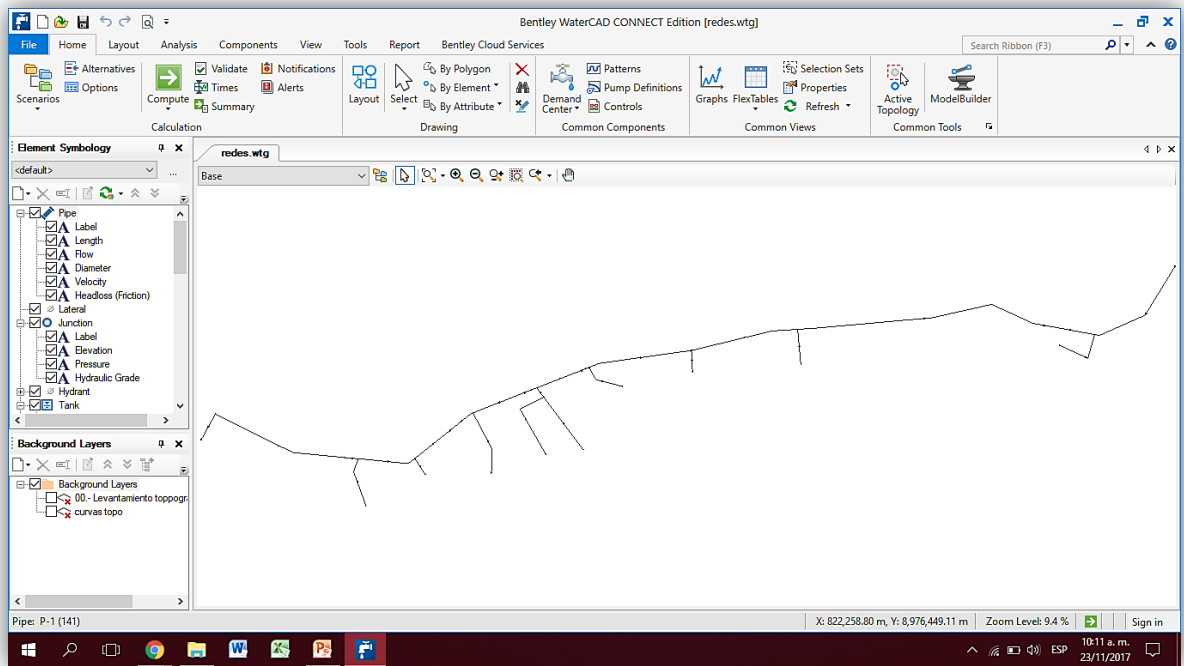 Bentley WaterCAD CONNECT Edition [redes.wtg]
File Home Layout Analysis Components View Tools Report Bentley Cloud Services Search Ribbon (F3)
Scenarios
Alternatives
Options
Compute
Validate
Times
Summary
Notifications
Alerts
Calculation
Layout
Select
By Polygon
By Element
By Attribute
Drawing
Demand Center
Patterns
Pump Definitions
Controls
Common Components
Graphs
FlexTables
Selection Sets
Properties
Refresh
Common Views
Active Topology
ModelBuilder
Common Tools
Element Symbology
<default>
...
Pipe
Label
Length
Flow
Diameter
Velocity
Headloss (Friction)
Lateral
Junction
Label
Elevation
Pressure
Hydraulic Grade
Hydrant
Tank
Background Layers
Background Layers
00.- Levantamiento toppogra
curvas topo
redes.wtg
Base
Pipe: P-1 (141)
X: 822,258.80 m, Y: 8,976,449.11 m
Zoom Level: 9.4 %
Sign in
ESP
10:11 a. m.
23/11/2017